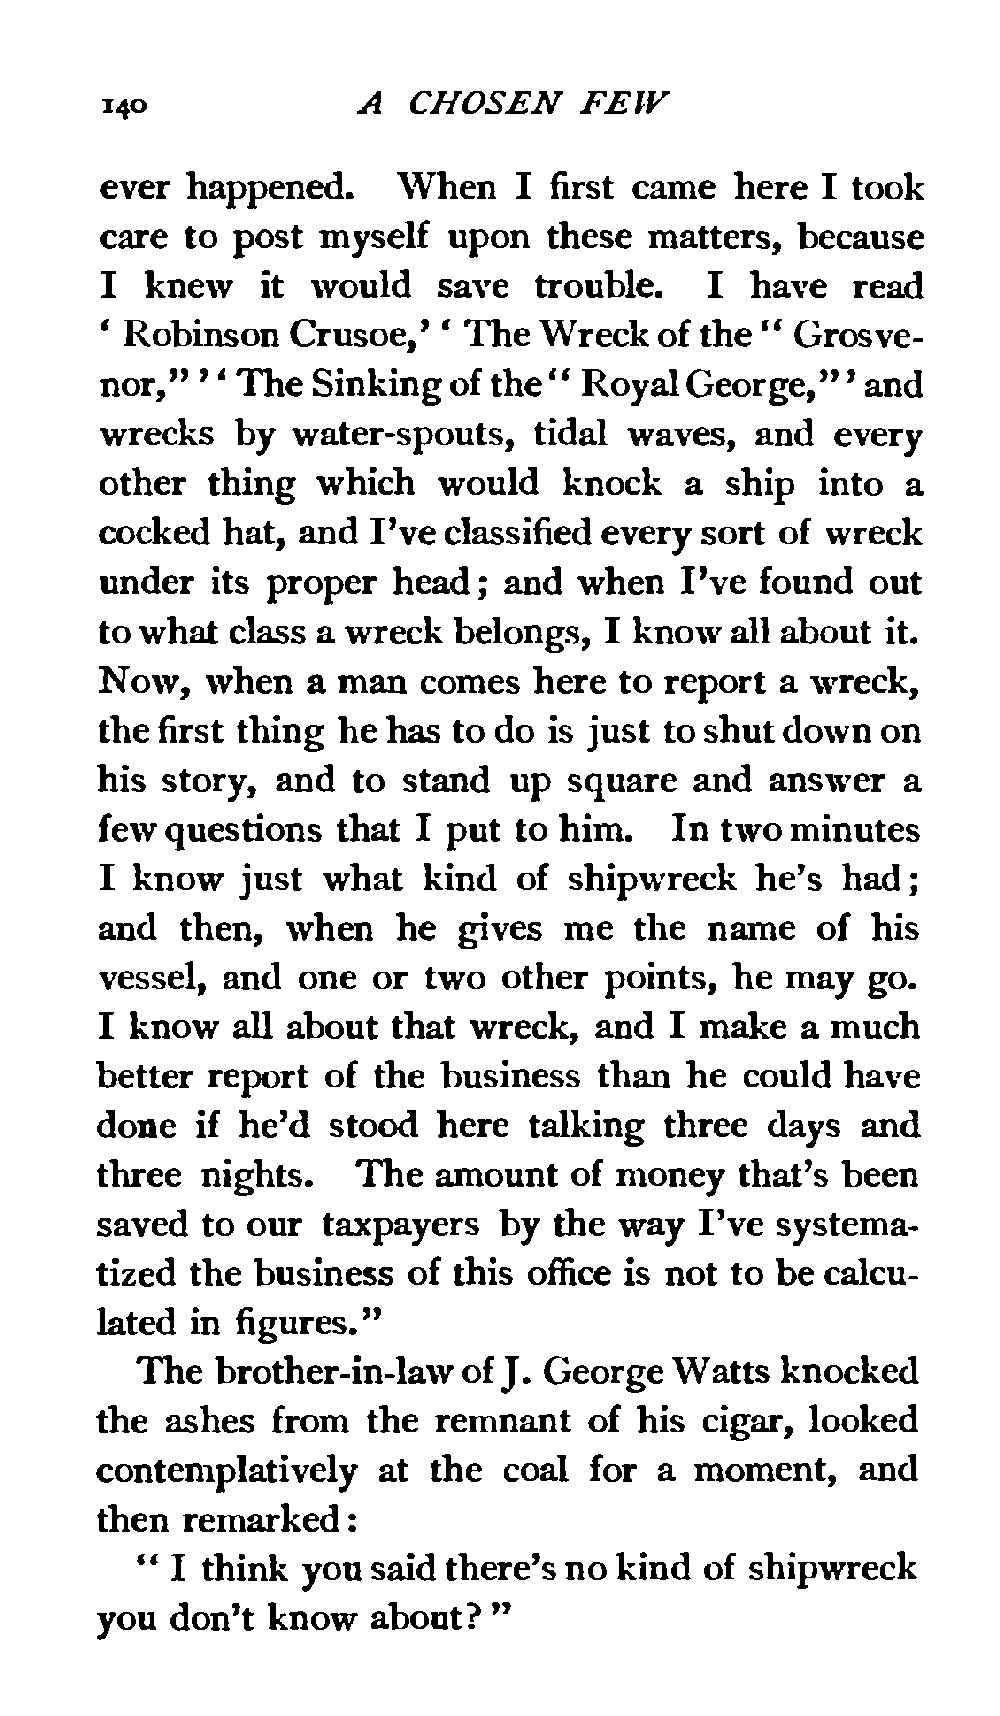 140 A CHOSEN FEW
ever happened. When I first came here I took
care to post myself upon these matters, because
I knew it would save trouble. I have read
‘ Robinson Crusoe,’ ‘ The Wreck of the “ Grosve-
nor,” ’ ‘ The Sinking of the “ Royal George,” ’ and
wrecks by water-spouts, tidal waves, and every
other thing which would knock a ship into a
cocked hat, and I’ve classified every sort of wreck
under its proper head; and when I’ve found out
to what class a wreck belongs, I know all about it.
Now, when a man comes here to report a wreck,
the first thing he has to do is just to shut down on
his story, and to stand up square and answer a
few questions that I put to him. In two minutes
I know just what kind of shipwreck he’s had;
and then, when he gives me the name of his
vessel, and one or two other points, he may go.
I know all about that wreck, and I make a much
better report of the business than he could have
done if he’d stood here talking three days and
three nights. The amount of money that’s been
saved to our taxpayers by the way I’ve systema-
tized the business of this office is not to be calcu-
lated in figures.”
The brother-in-law of J. George Watts knocked
the ashes from the remnant of his cigar, looked
contemplatively at the coal for a moment, and
then remarked:
“ I think you said there’s no kind of shipwreck
you don’t know about? ”